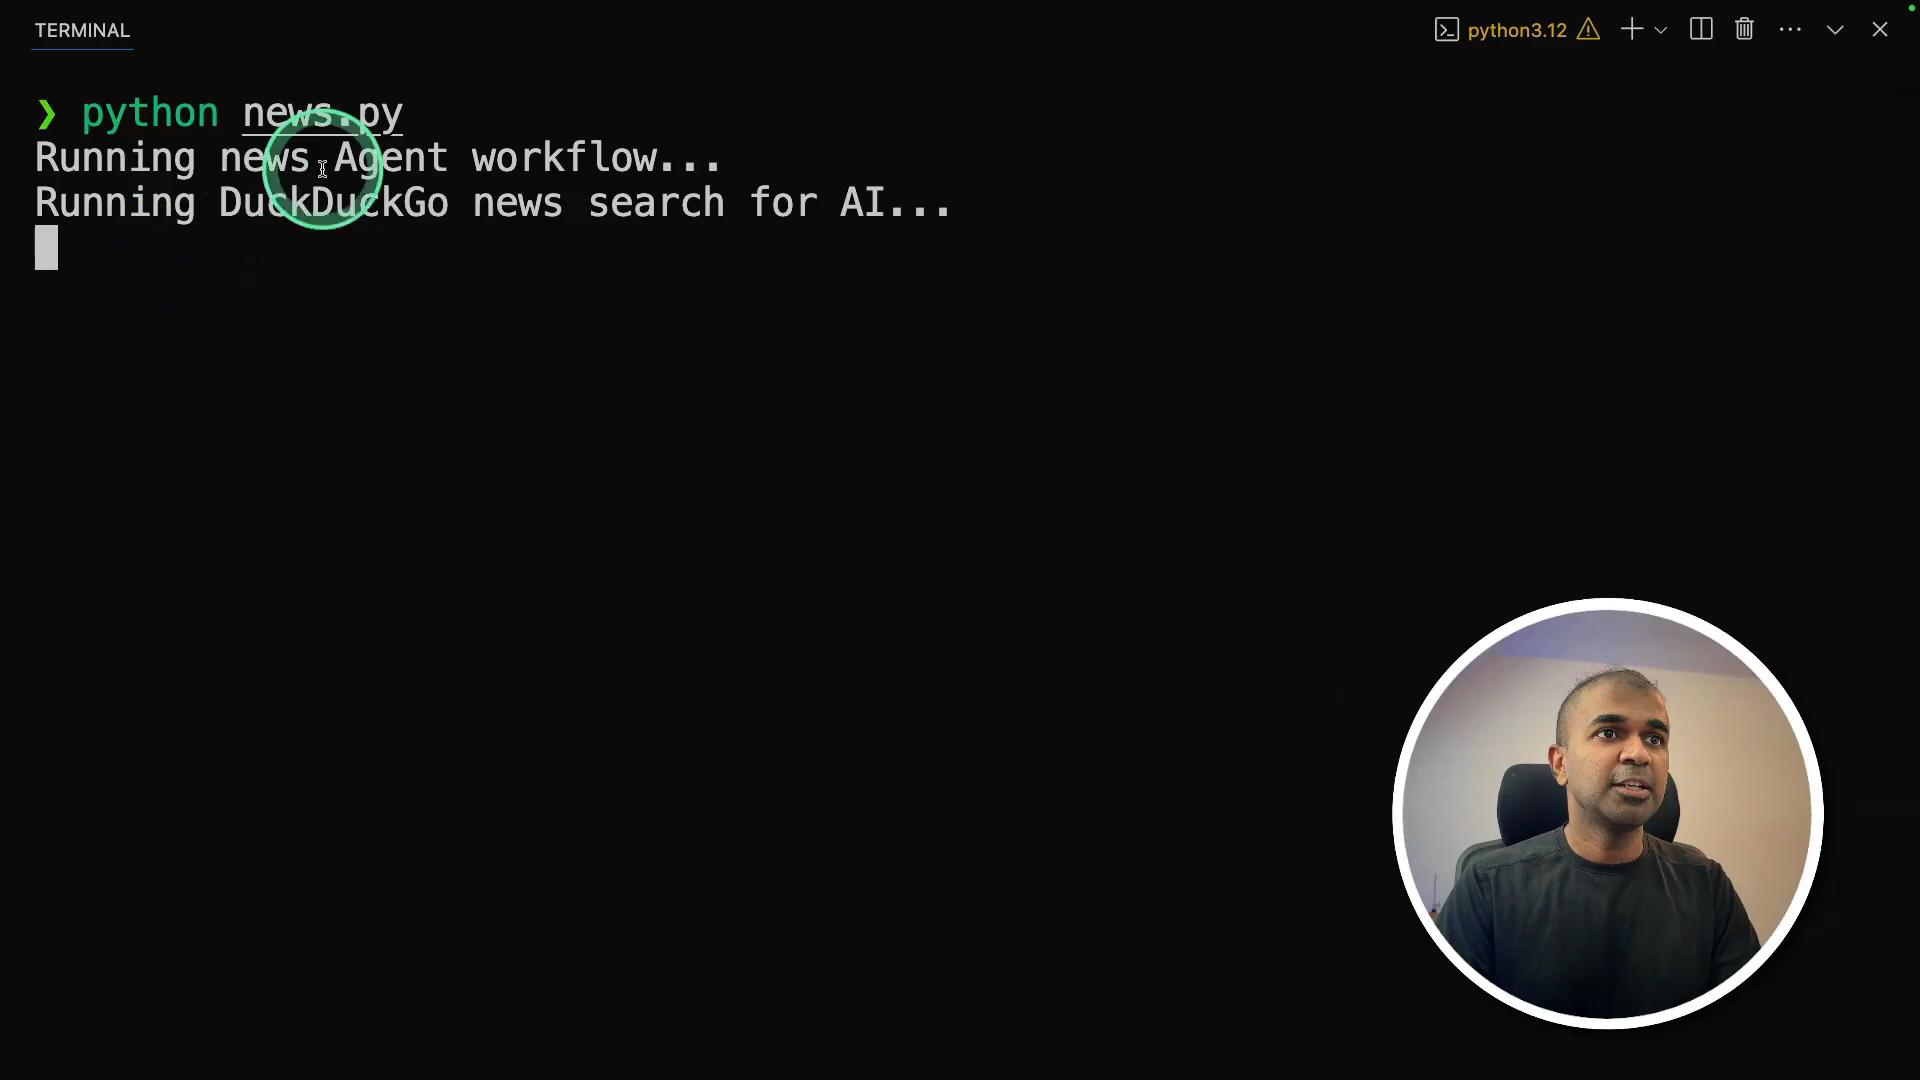 TERMINAL
python3.12
❯ python news.py
Running news Agent workflow...
Running DuckDuckGo news search for AI...